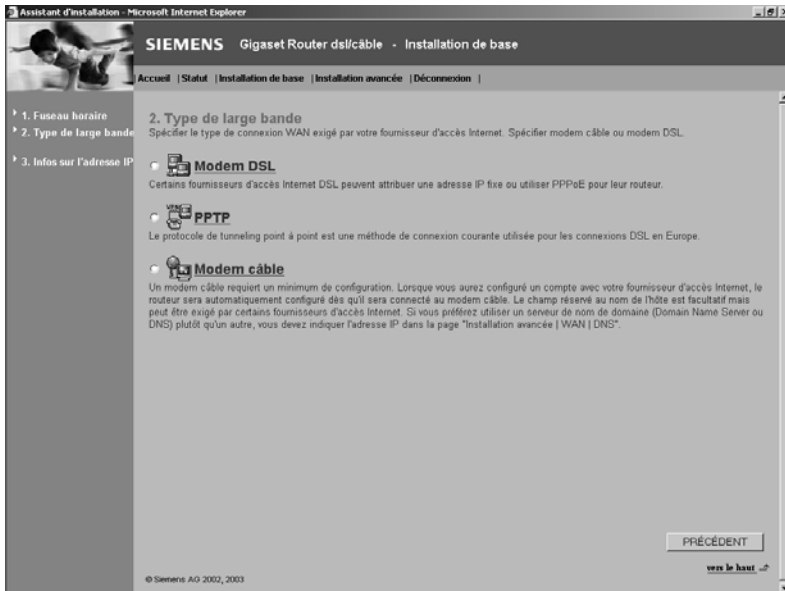 Assistant d'installation - Microsoft Internet Explorer
SIEMENS Gigaset Router dsl/câble - Installation de base
| Accueil | Statut | Installation de base | Installation avancée | Déconnexion |
1. Fuseau horaire
2. Type de large bande
3. Infos sur l'adresse IP
2. Type de large bande
Spécifier le type de connexion WAN exigé par votre fournisseur d'accès Internet. Spécifier modem câble ou modem DSL.
Modem DSL
Certains fournisseurs d'accès Internet DSL peuvent attribuer une adresse IP fixe ou utiliser PPPoE pour leur routeur.
VPN
PPTP
Le protocole de tunneling point à point est une méthode de connexion courante utilisée pour les connexions DSL en Europe.
Modem câble
Un modem câble requiert un minimum de configuration. Lorsque vous aurez configuré un compte avec votre fournisseur d'accès Internet, le
routeur sera automatiquement configuré dès qu'il sera connecté au modem câble. Le champ réservé au nom de l'hôte est facultatif mais
peut être exigé par certains fournisseurs d'accès Internet. Si vous préférez utiliser un serveur de nom de domaine (Domain Name Server ou
DNS) plutôt qu'un autre, vous devez indiquer l'adresse IP dans la page "Installation avancée | WAN | DNS".
PRÉCÉDENT
vers le haut
© Siemens AG 2002, 2003